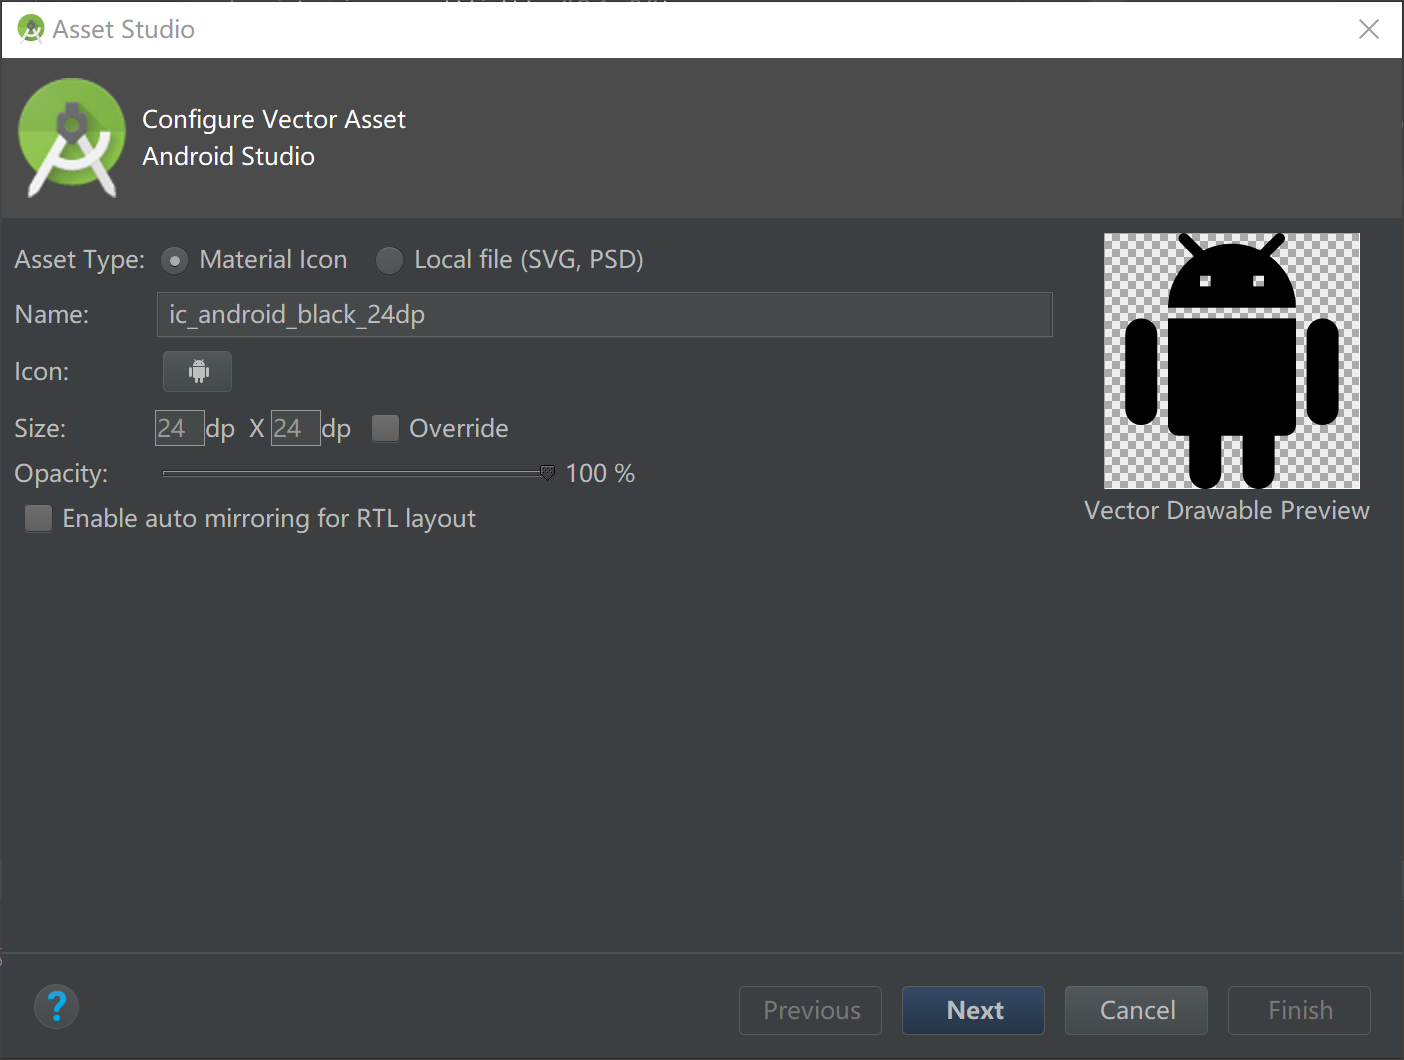 Asset Studio
Configure Vector Asset
Android Studio
Asset Type: Material Icon Local file (SVG, PSD)
Name: ic_android_black_24dp
Icon:
Size: 24 dp X 24 dp Override
Opacity: 100 %
Enable auto mirroring for RTL layout
Vector Drawable Preview
? Previous Next Cancel Finish